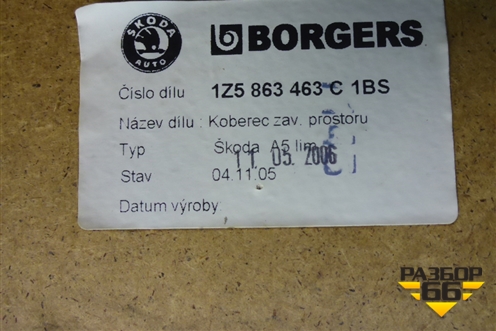 ŠKODA
AUTO
BORGERS
Číslo dílu 1Z5 863 463 C 1BS
Název dílu : Koberec zav. prostoru
Typ Škoda A5 lim
11. 05. 2006
Stav 04.11.05
Datum výroby
РАЗБОР
66